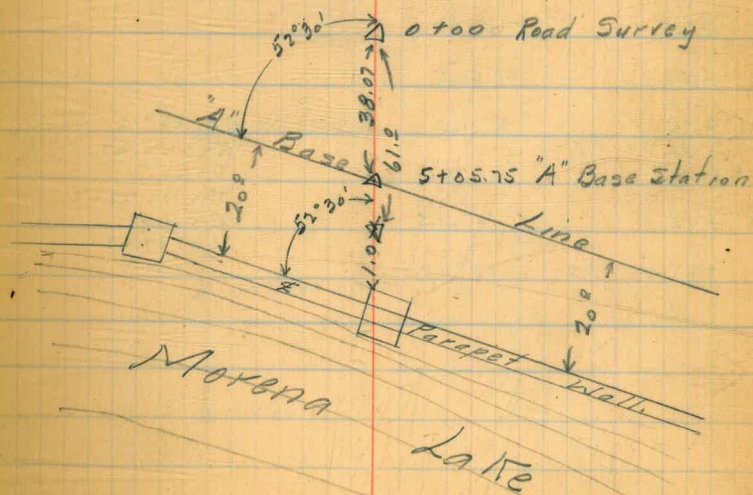 52°30'
0+00 Road Survey
38.07
61.0
"A" Base Line
5+05.75 "A" Base Station
20.0
52°30'
1.0
20.0
Parapet Wall.
Morena Lake